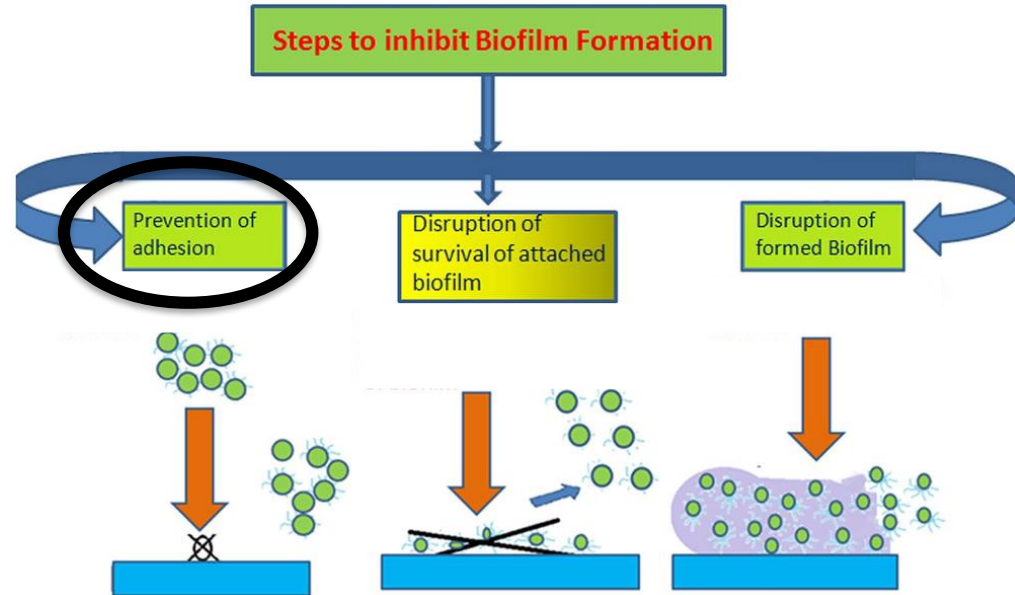 Steps to inhibit Biofilm Formation
Prevention of
adhesion
Disruption of
survival of attached
biofilm
Disruption of
formed Biofilm